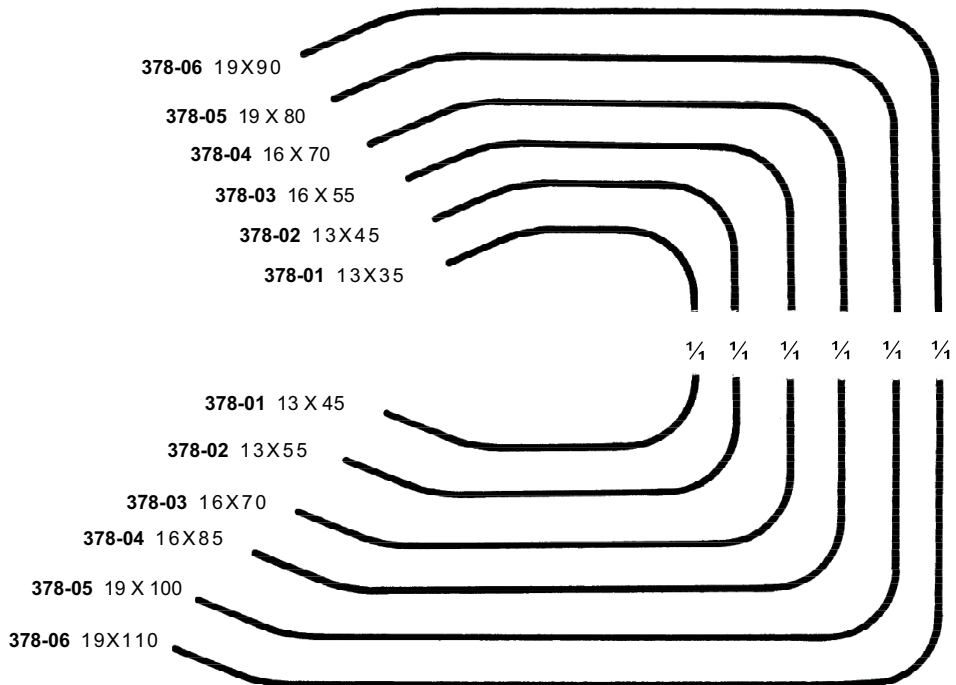 378-06 19X90
378-05 19 X 80
378-04 16 X 70
378-03 16 X 55
378-02 13X45
378-01 13X35
¹⁄₁ ¹⁄₁ ¹⁄₁ ¹⁄₁ ¹⁄₁ ¹⁄₁
378-01 13 X 45
378-02 13X55
378-03 16X70
378-04 16X85
378-05 19 X 100
378-06 19X110